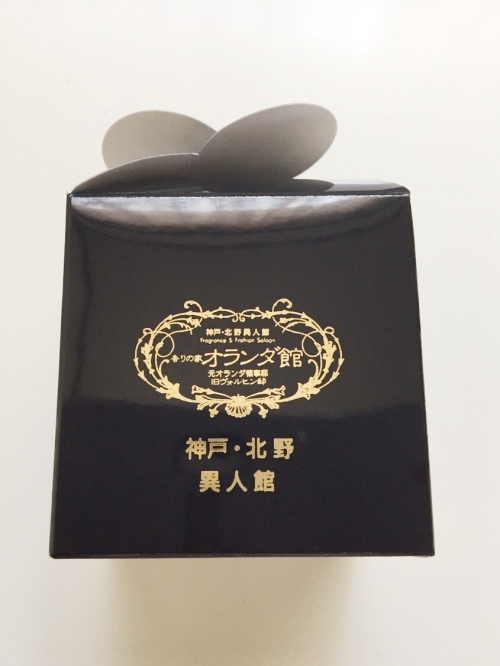 神戸・北野異人館
Fragrance & Fashion Saloon
香りの家オランダ館
元オランダ領事邸
旧ヴォルヒン邸
神戸・北野
異人館